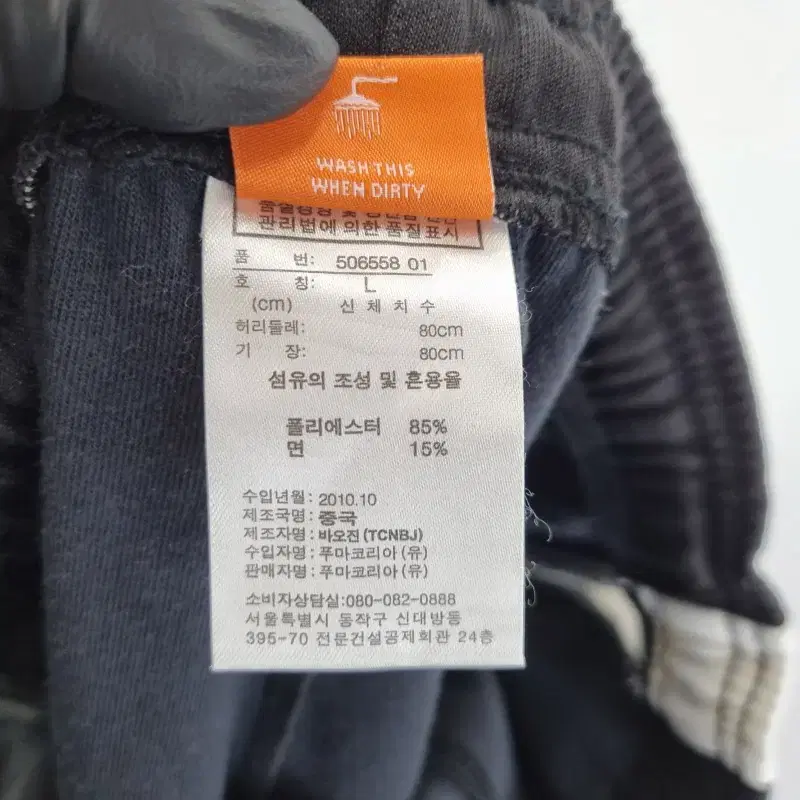 WASH THIS
WHEN DIRTY
관리법에 의한 품질표시
품 번: 506558 01
호 칭: L
(cm) 신 체 치 수
허리둘레: 80cm
기 장: 80cm
섬유의 조성 및 혼용율
폴리에스터 85%
면 15%
수입년월: 2010.10
제조국명: 중국
제조자명: 바오진 (TCNBJ)
수입자명: 푸마코리아 (유)
판매자명: 푸마코리아 (유)
소비자상담실:080-082-0888
서울특별시 동작구 신대방동
395-70 전문건설공제회관 24층